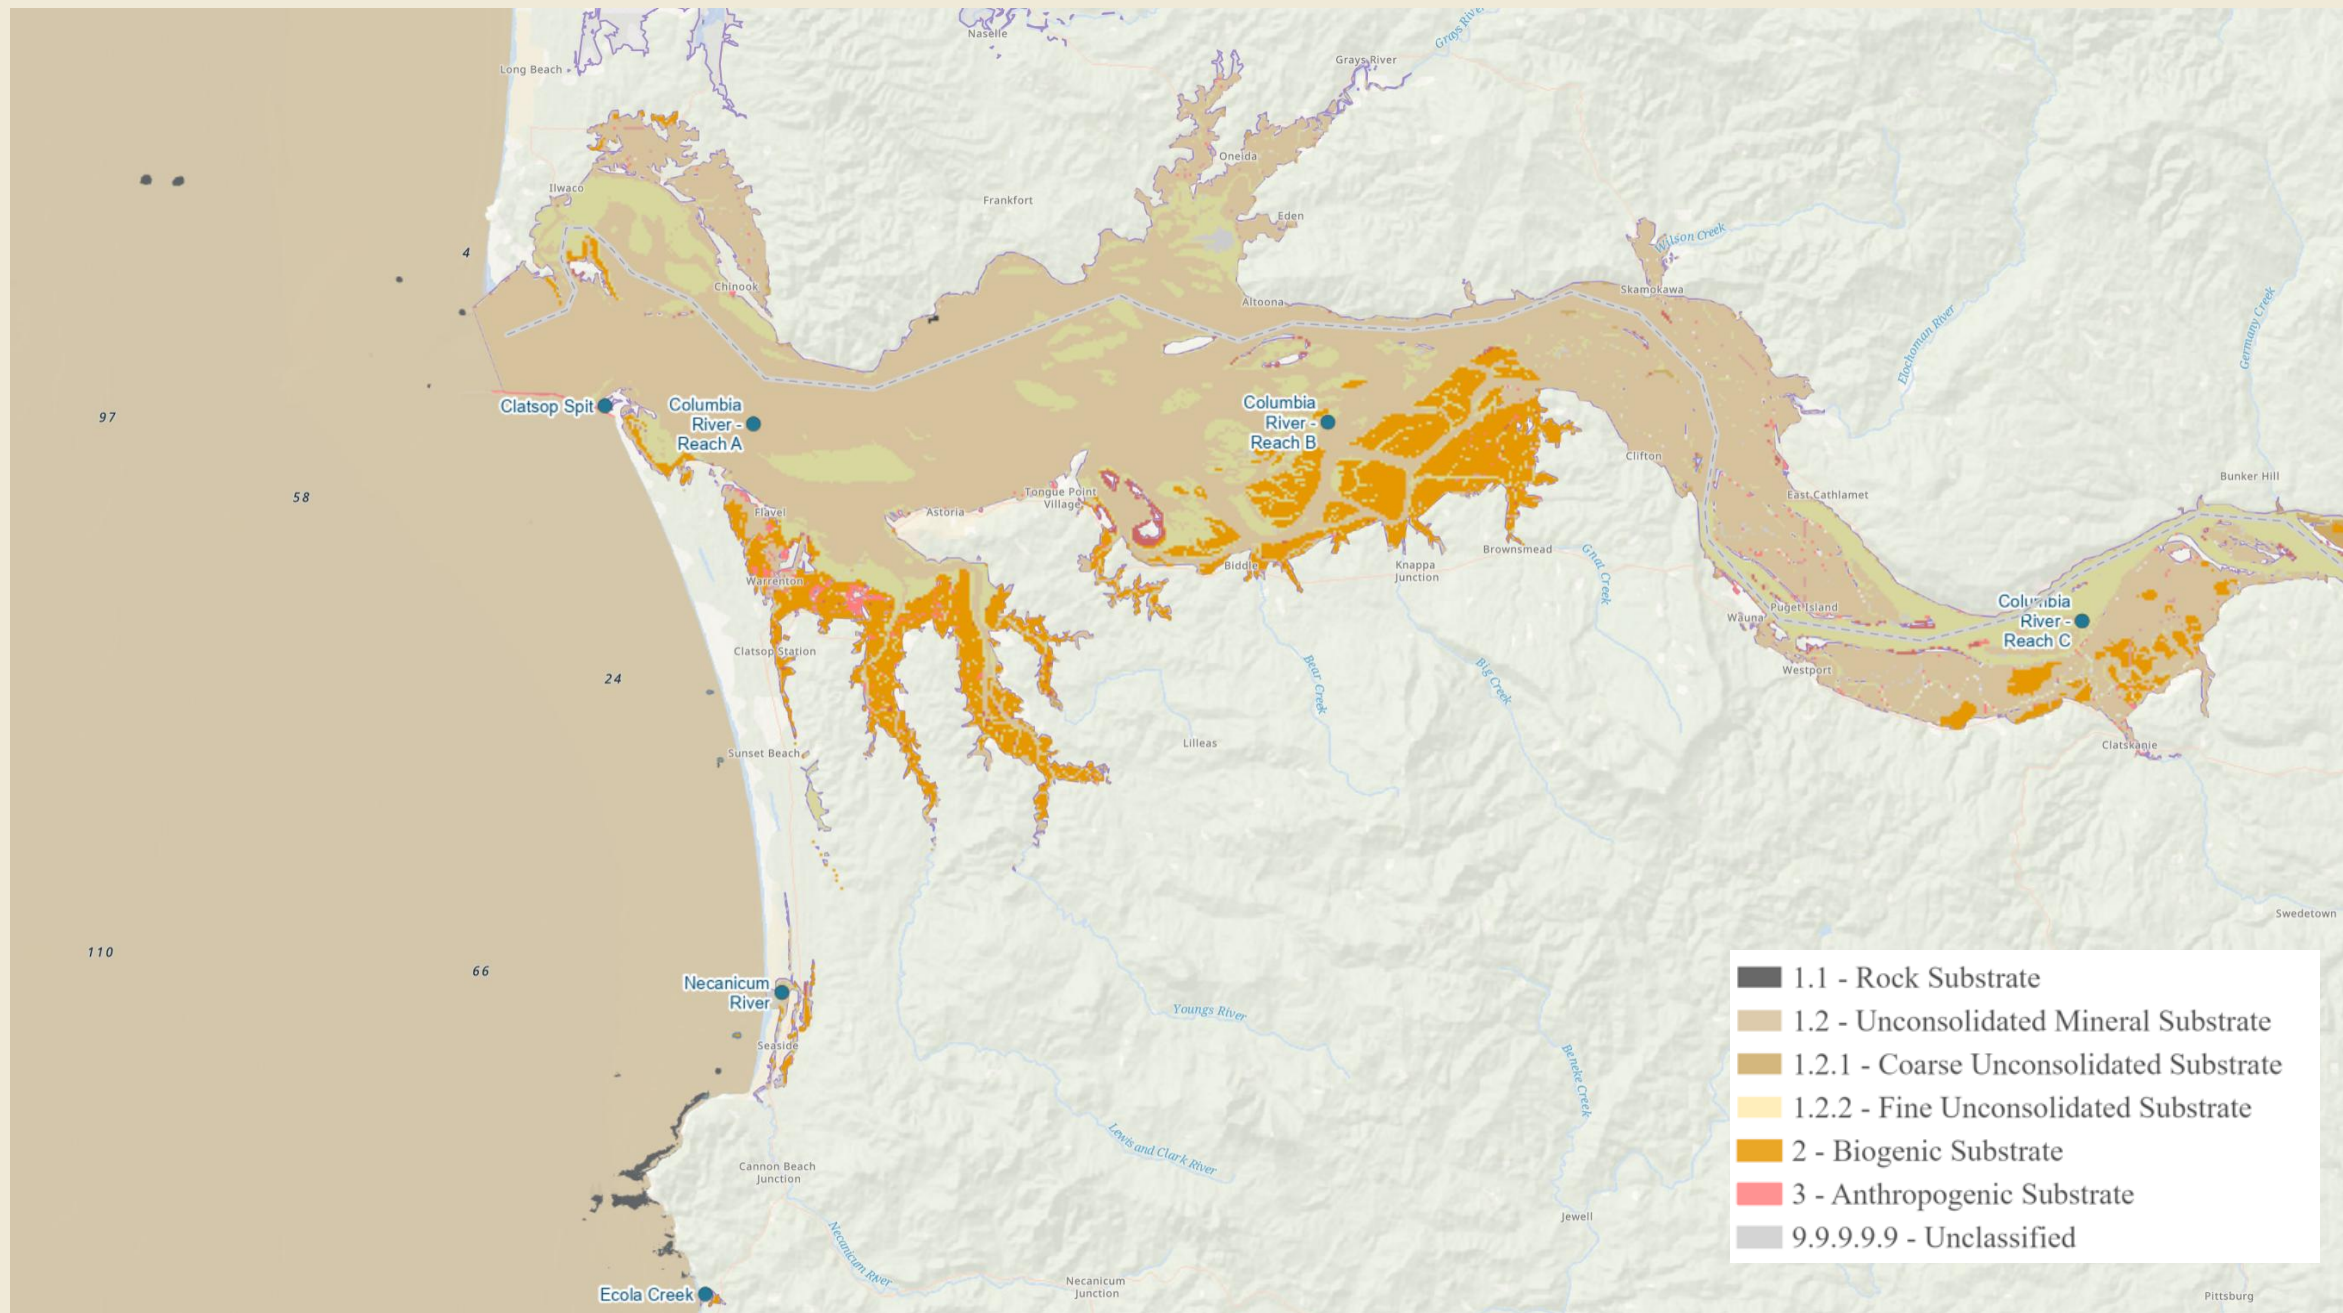 Naselle
Grays River
Grays River
Long Beach
Oneida
Ilwaco
Frankfort
Eden
Wilson Creek
4
Chinook
Altoona
Skamokawa
Elochoman River
Germany Creek
97
Clatsop Spit
Columbia
River -
Reach A
Columbia
River -
Reach B
Clifton
58
Tongue Point
Village
East Cathlamet
Bunker Hill
Flavel
Astoria
Brownsmead
Biddle
Knappa
Junction
Gnat Creek
Warrenton
Puget Island
Columbia
River -
Reach C
Wauna
Clatsop Station
Westport
24
Bear Creek
Big Creek
Sunset Beach
Lilleas
Clatskanie
Swedetown
110
66
Necanicum
River
Youngs River
Seaside
Beneke Creek
1.1 - Rock Substrate
1.2 - Unconsolidated Mineral Substrate
1.2.1 - Coarse Unconsolidated Substrate
1.2.2 - Fine Unconsolidated Substrate
2 - Biogenic Substrate
3 - Anthropogenic Substrate
9.9.9.9.9 - Unclassified
Lewis and Clark River
Cannon Beach
Junction
Necanicum River
Jewell
Necanicum
Junction
Ecola Creek
Pittsburg